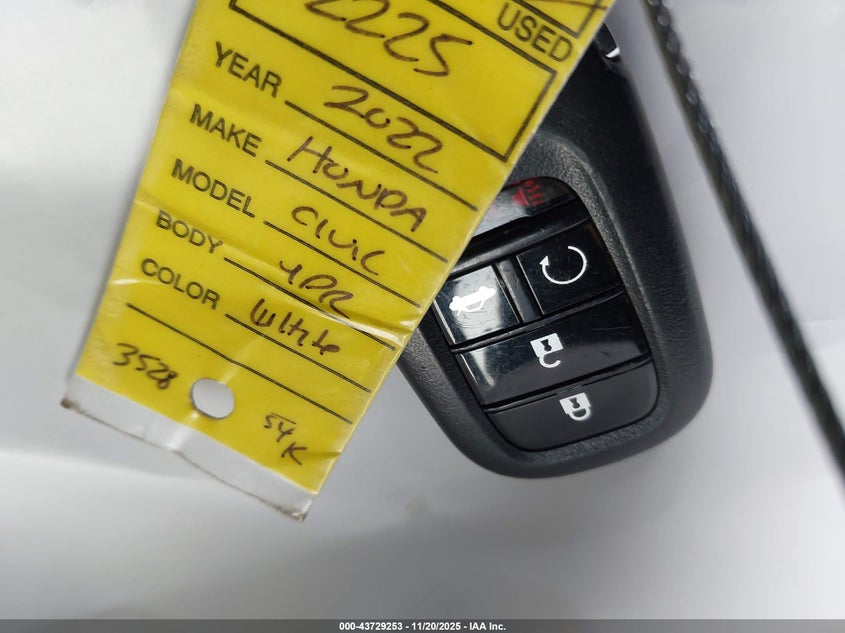 USED
2225
YEAR 2022
MAKE HONDA
MODEL CIVIC
BODY 4DR
COLOR White
3528
54K
000-43729253 - 11/20/2025 - IAA Inc.